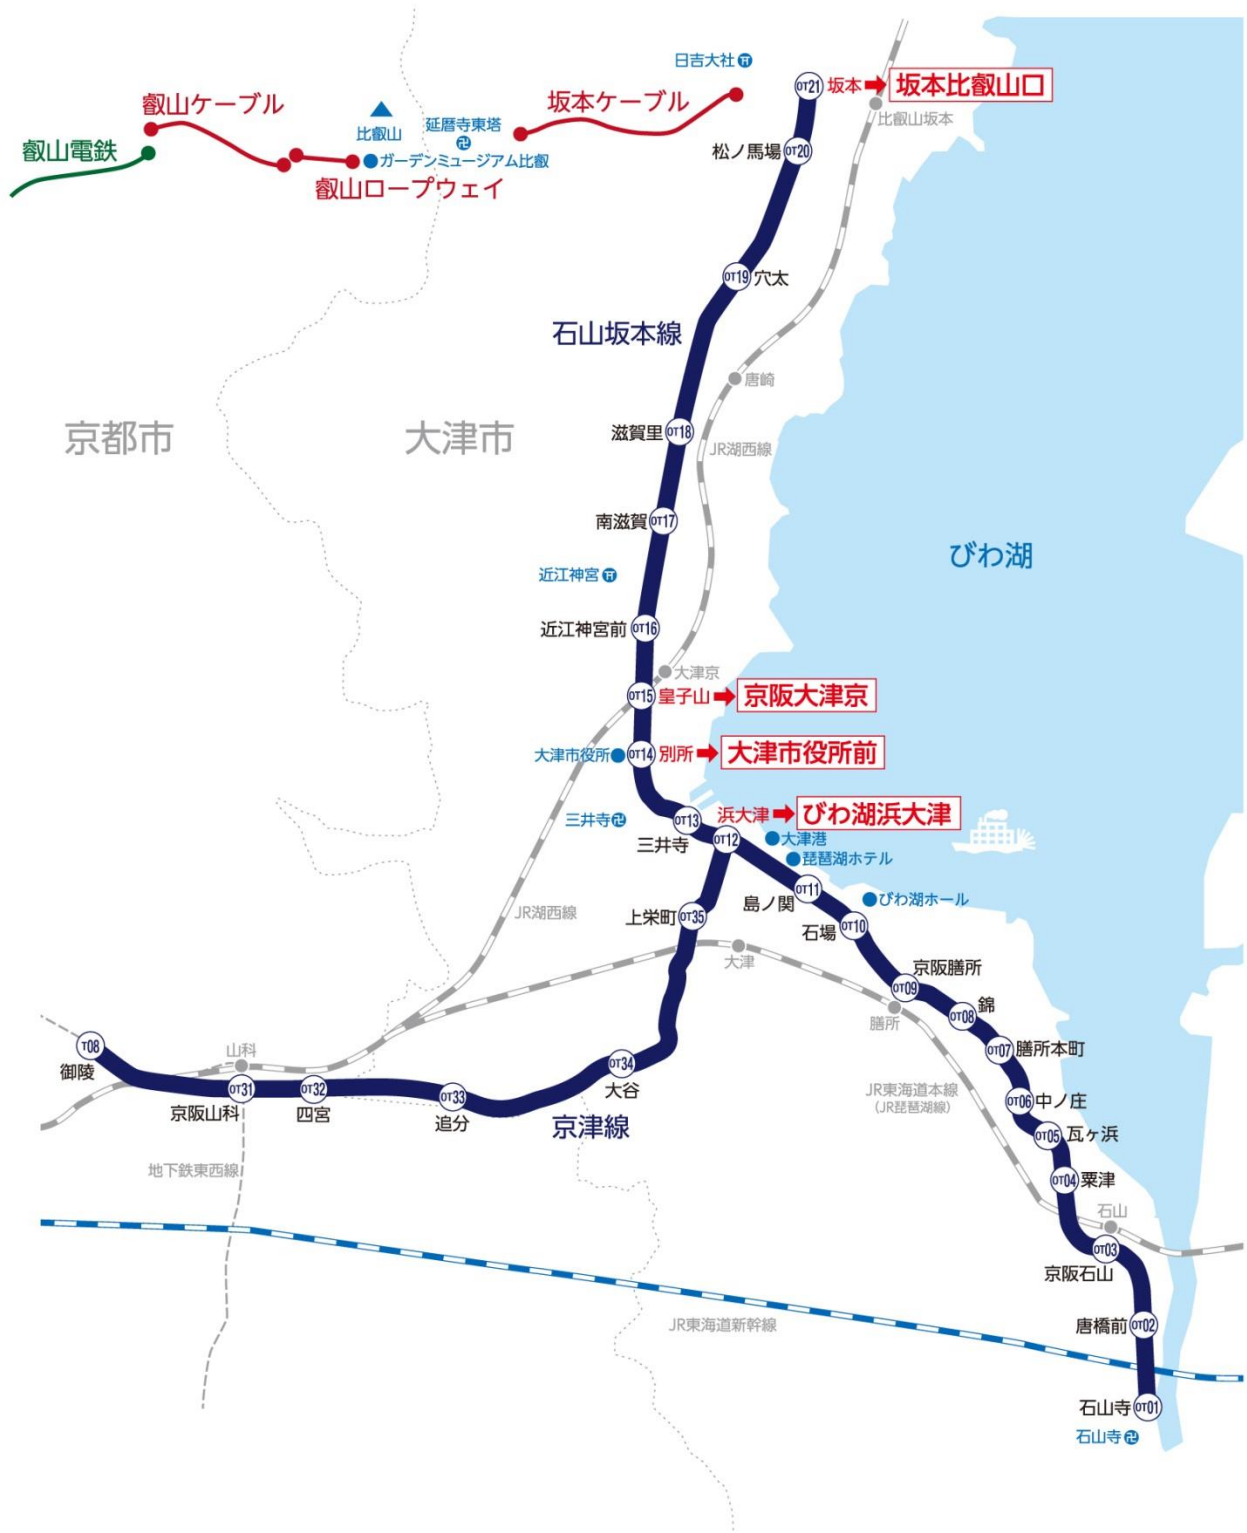 日吉大社
OT21 坂本 ➡ 坂本比叡山口
叡山ケーブル
坂本ケーブル
比叡山坂本
延暦寺東塔
比叡山
叡山電鉄
松ノ馬場 OT20
ガーデンミュージアム比叡
叡山ロープウェイ
OT19 穴太
石山坂本線
唐崎
滋賀里 OT18
京都市
大津市
JR湖西線
南滋賀 OT17
びわ湖
近江神宮
近江神宮前 OT16
大津京
OT15 皇子山 ➡ 京阪大津京
大津市役所
OT14 別所 ➡ 大津市役所前
浜大津 ➡ びわ湖浜大津
三井寺
OT13
三井寺
OT12
大津港
琵琶湖ホテル
OT11
島ノ関
びわ湖ホール
JR湖西線
上栄町 OT35
石場 OT10
大津
京阪膳所
OT09
膳所
錦
OT08
T08
御陵
山科
OT07 膳所本町
OT34
大谷
OT31
京阪山科
OT32
四宮
OT33
追分
JR東海道本線
(JR琵琶湖線)
OT06 中ノ庄
京津線
OT05 瓦ヶ浜
地下鉄東西線
OT04 粟津
石山
OT03
京阪石山
JR東海道新幹線
唐橋前 OT02
石山寺 OT01
石山寺